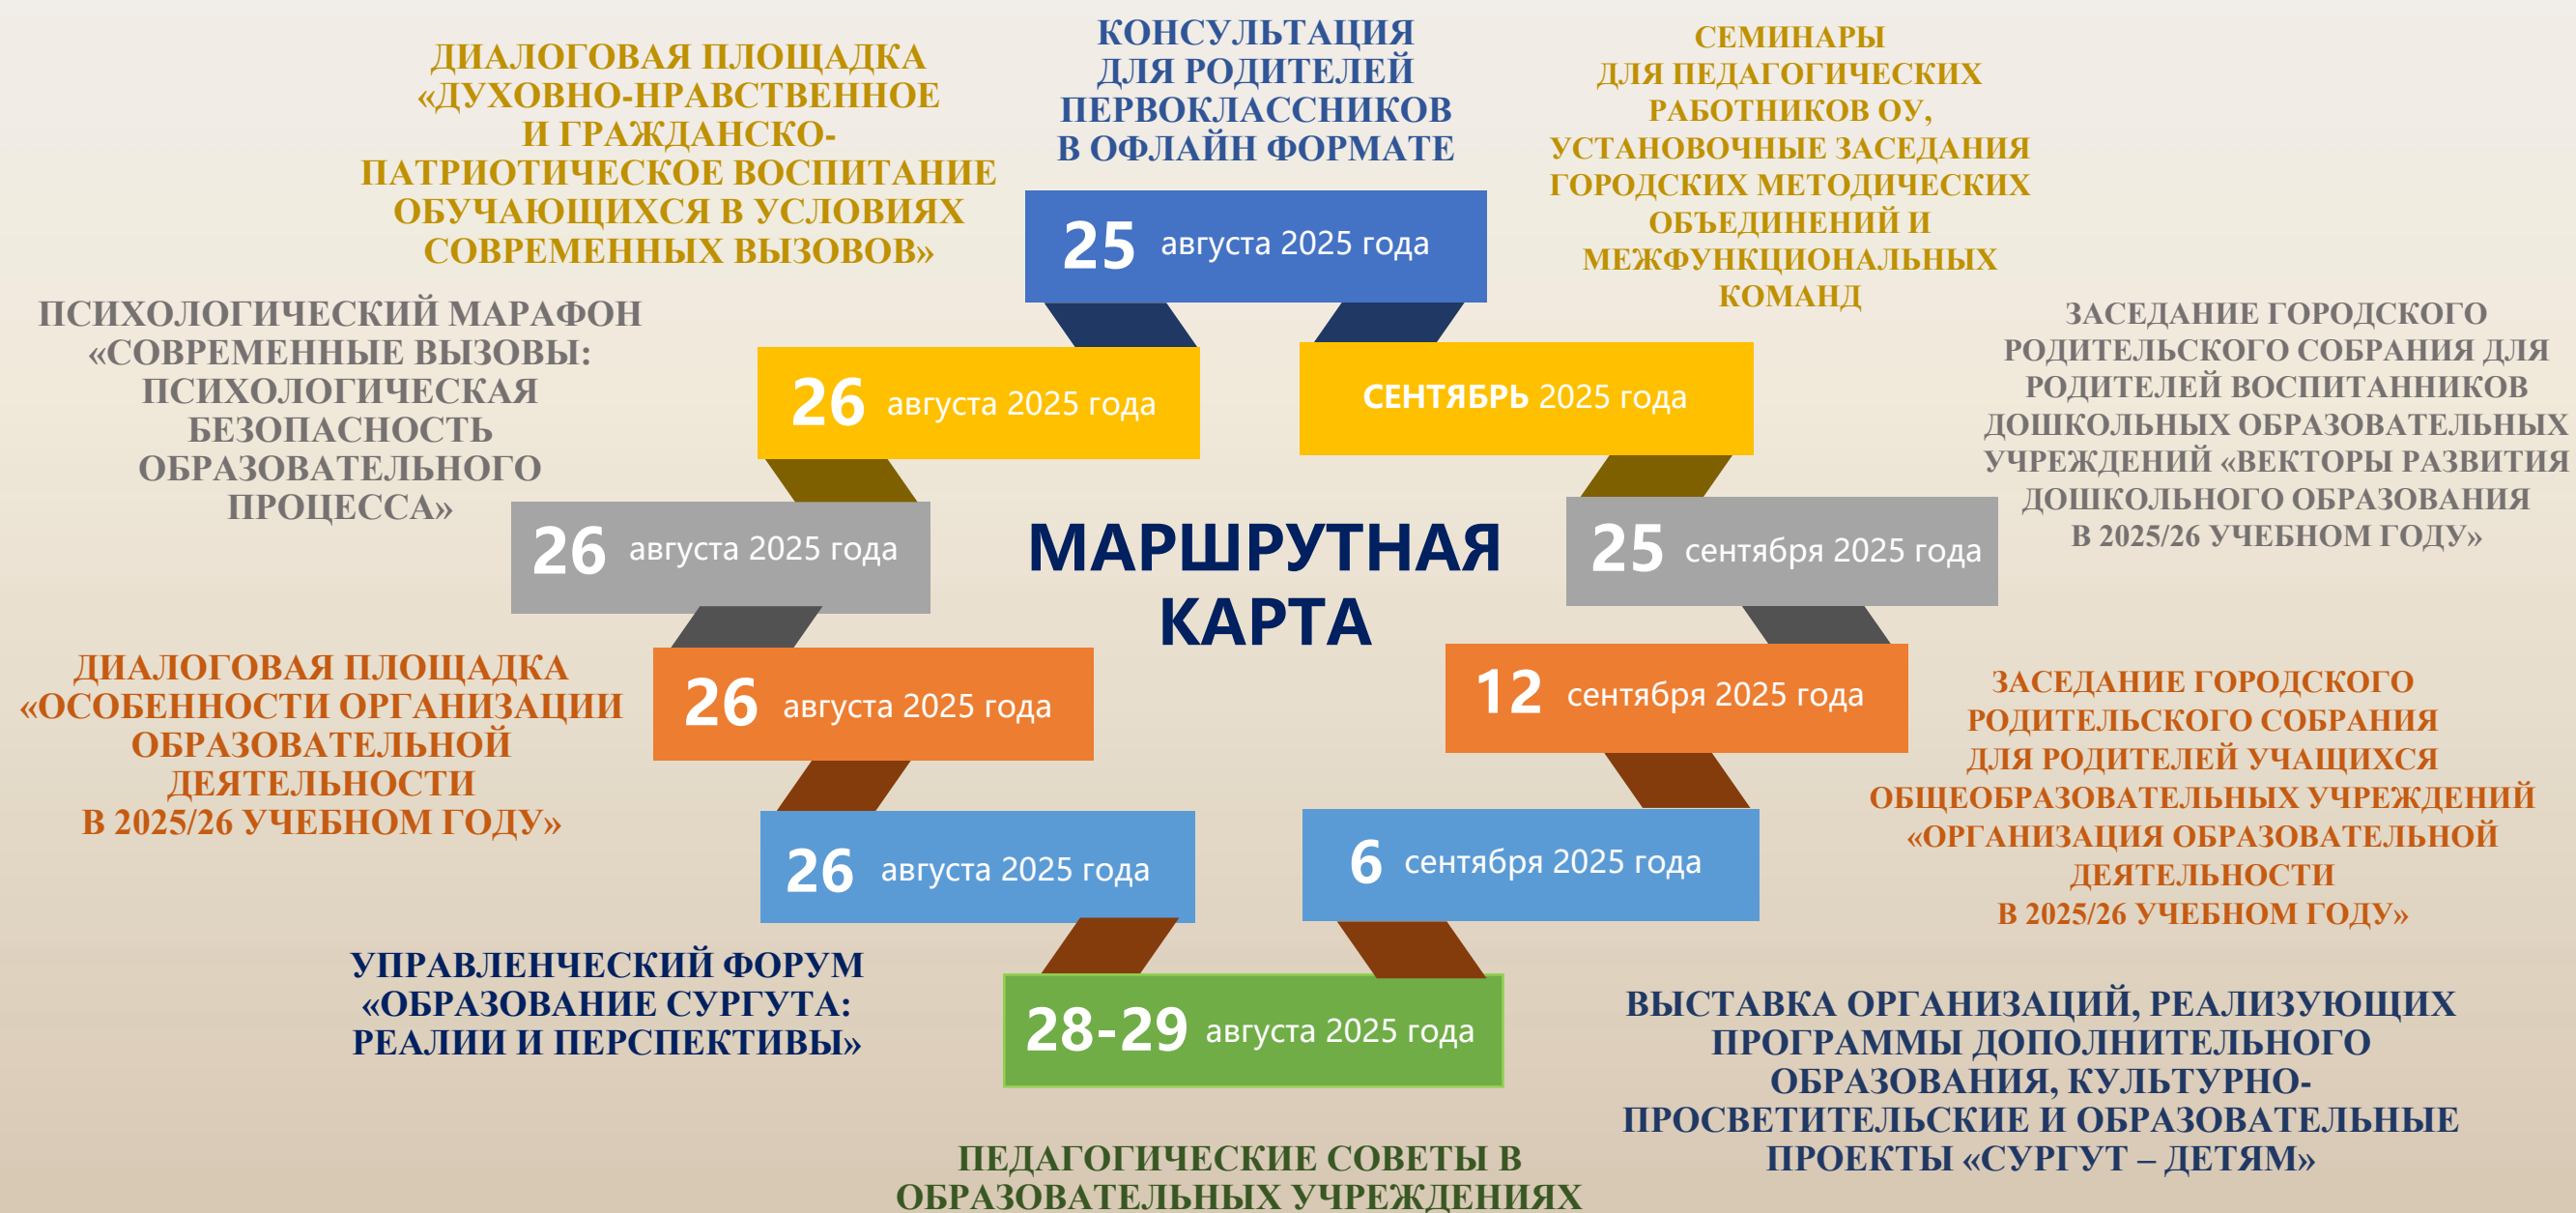 КОНСУЛЬТАЦИЯ
ДЛЯ РОДИТЕЛЕЙ
ПЕРВОКЛАССНИКОВ
В ОФЛАЙН ФОРМАТЕ
25 августа 2025 года
ДИАЛОГОВАЯ ПЛОЩАДКА
«ДУХОВНО-НРАВСТВЕННОЕ
И ГРАЖДАНСКО-
ПАТРИОТИЧЕСКОЕ ВОСПИТАНИЕ
ОБУЧАЮЩИХСЯ В УСЛОВИЯХ
СОВРЕМЕННЫХ ВЫЗОВОВ»
26 августа 2025 года
ПСИХОЛОГИЧЕСКИЙ МАРАФОН
«СОВРЕМЕННЫЕ ВЫЗОВЫ:
ПСИХОЛОГИЧЕСКАЯ
БЕЗОПАСНОСТЬ
ОБРАЗОВАТЕЛЬНОГО
ПРОЦЕССА»
26 августа 2025 года
ДИАЛОГОВАЯ ПЛОЩАДКА
«ОСОБЕННОСТИ ОРГАНИЗАЦИИ
ОБРАЗОВАТЕЛЬНОЙ
ДЕЯТЕЛЬНОСТИ
В 2025/26 УЧЕБНОМ ГОДУ»
26 августа 2025 года
26 августа 2025 года
УПРАВЛЕНЧЕСКИЙ ФОРУМ
«ОБРАЗОВАНИЕ СУРГУТА:
РЕАЛИИ И ПЕРСПЕКТИВЫ»
МАРШРУТНАЯ
КАРТА
28-29 августа 2025 года
ПЕДАГОГИЧЕСКИЕ СОВЕТЫ В
ОБРАЗОВАТЕЛЬНЫХ УЧРЕЖДЕНИЯХ
6 сентября 2025 года
ВЫСТАВКА ОРГАНИЗАЦИЙ, РЕАЛИЗУЮЩИХ
ПРОГРАММЫ ДОПОЛНИТЕЛЬНОГО
ОБРАЗОВАНИЯ, КУЛЬТУРНО-
ПРОСВЕТИТЕЛЬСКИЕ И ОБРАЗОВАТЕЛЬНЫЕ
ПРОЕКТЫ «СУРГУТ – ДЕТЯМ»
12 сентября 2025 года
ЗАСЕДАНИЕ ГОРОДСКОГО
РОДИТЕЛЬСКОГО СОБРАНИЯ
ДЛЯ РОДИТЕЛЕЙ УЧАЩИХСЯ
ОБЩЕОБРАЗОВАТЕЛЬНЫХ УЧРЕЖДЕНИЙ
«ОРГАНИЗАЦИЯ ОБРАЗОВАТЕЛЬНОЙ
ДЕЯТЕЛЬНОСТИ
В 2025/26 УЧЕБНОМ ГОДУ»
25 сентября 2025 года
ЗАСЕДАНИЕ ГОРОДСКОГО
РОДИТЕЛЬСКОГО СОБРАНИЯ ДЛЯ
РОДИТЕЛЕЙ ВОСПИТАННИКОВ
ДОШКОЛЬНЫХ ОБРАЗОВАТЕЛЬНЫХ
УЧРЕЖДЕНИЙ «ВЕКТОРЫ РАЗВИТИЯ
ДОШКОЛЬНОГО ОБРАЗОВАНИЯ
В 2025/26 УЧЕБНОМ ГОДУ»
СЕНТЯБРЬ 2025 года
СЕМИНАРЫ
ДЛЯ ПЕДАГОГИЧЕСКИХ
РАБОТНИКОВ ОУ,
УСТАНОВОЧНЫЕ ЗАСЕДАНИЯ
ГОРОДСКИХ МЕТОДИЧЕСКИХ
ОБЪЕДИНЕНИЙ И
МЕЖФУНКЦИОНАЛЬНЫХ
КОМАНД